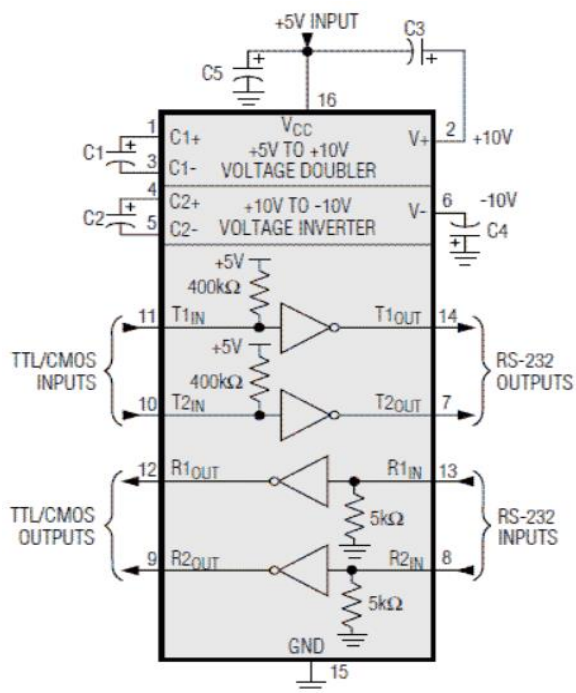 +5V INPUT
C3
C5
16
1
C1+
VCC
V+
2
+10V
C1
+5V TO +10V
VOLTAGE DOUBLER
3
C1-
4
C2+
+10V TO -10V
VOLTAGE INVERTER
V-
6
-10V
C2
5
C2-
C4
+5V
400kΩ
11
T1IN
T1OUT
14
+5V
400kΩ
TTL/CMOS
INPUTS
RS-232
OUTPUTS
10
T2IN
T2OUT
7
12
R1OUT
R1IN
13
5kΩ
TTL/CMOS
OUTPUTS
RS-232
INPUTS
9
R2OUT
R2IN
8
5kΩ
GND
15